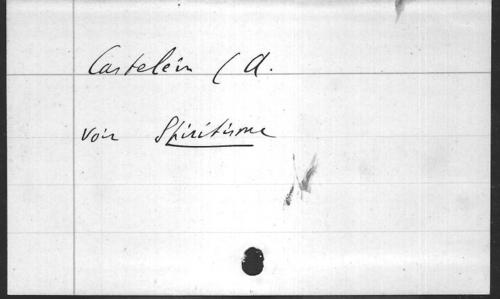 Castelein (A.
voir Spiritisme